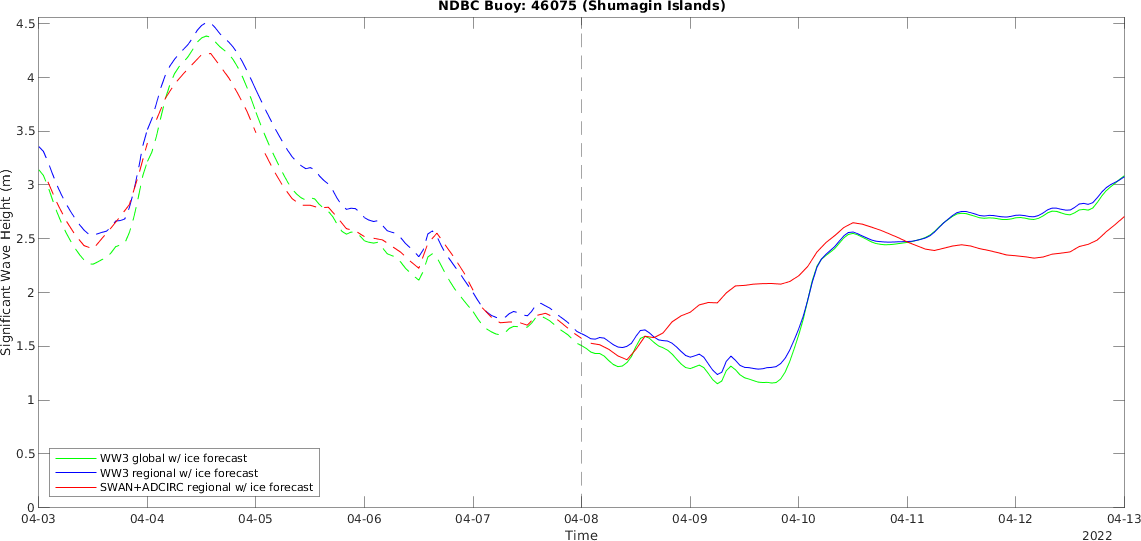 NDBC Buoy: 46075 (Shumagin Islands)
Significant Wave Height (m)
4.5
4
3.5
3
2.5
2
1.5
1
0.5
0
WW3 global w/ ice forecast
WW3 regional w/ ice forecast
SWAN+ADCIRC regional w/ ice forecast
04-03 04-04 04-05 04-06 04-07 04-08 04-09 04-10 04-11 04-12 04-13
Time
2022